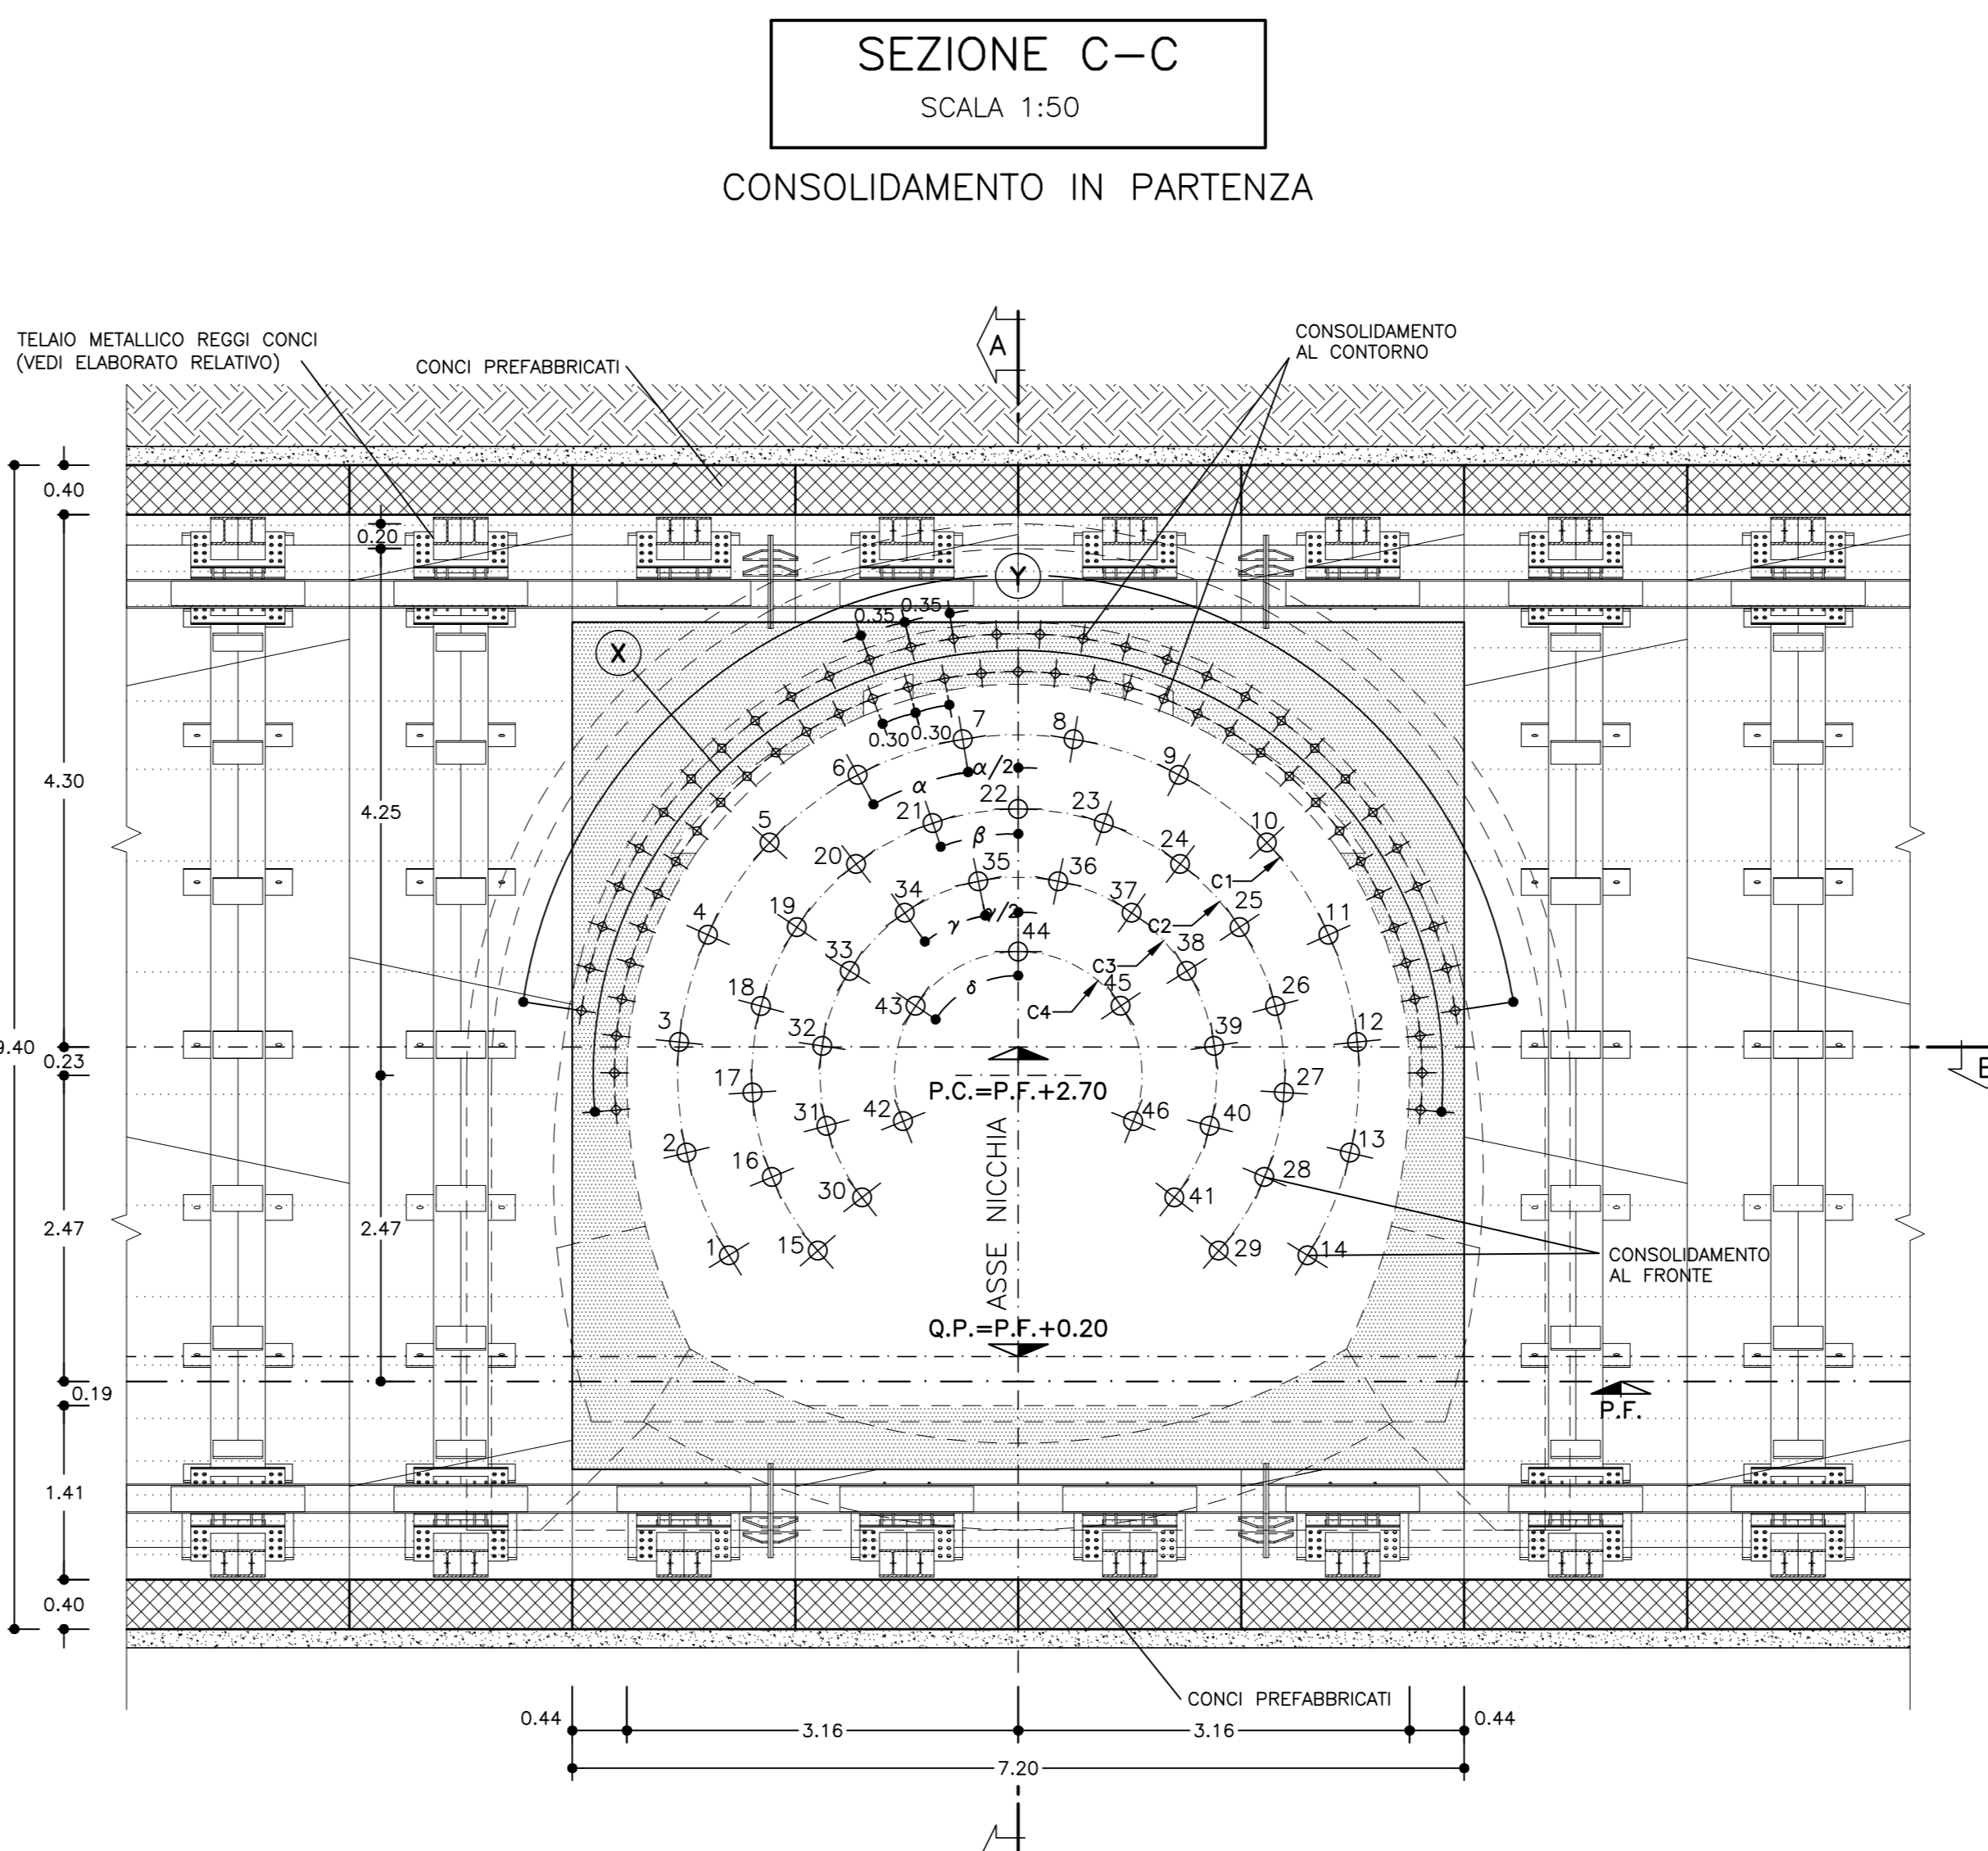 SEZIONE C–C
SCALA 1:50
CONSOLIDAMENTO IN PARTENZA
TELAIO METALLICO REGGI CONCI
(VEDI ELABORATO RELATIVO)
CONCI PREFABBRICATI
A
CONSOLIDAMENTO
AL CONTORNO
0.40
0.20
Y
X
0.35
0.35
0.30
0.30
7
8
6
9
α
α/2
4.30
4.25
22
21
23
5
10
β
20
24
35
36
C1
34
37
19
25
4
11
C2
γ
γ/2
44
33
38
C3
δ
43
45
C4
18
26
3
12
32
39
9.40
0.23
P.C.=P.F.+2.70
17
27
31
42
46
40
2
13
16
28
30
41
ASSE NICCHIA
2.47
2.47
1
15
29
14
CONSOLIDAMENTO
AL FRONTE
Q.P.=P.F.+0.20
0.19
P.F.
1.41
0.40
CONCI PREFABBRICATI
0.44
3.16
3.16
0.44
7.20